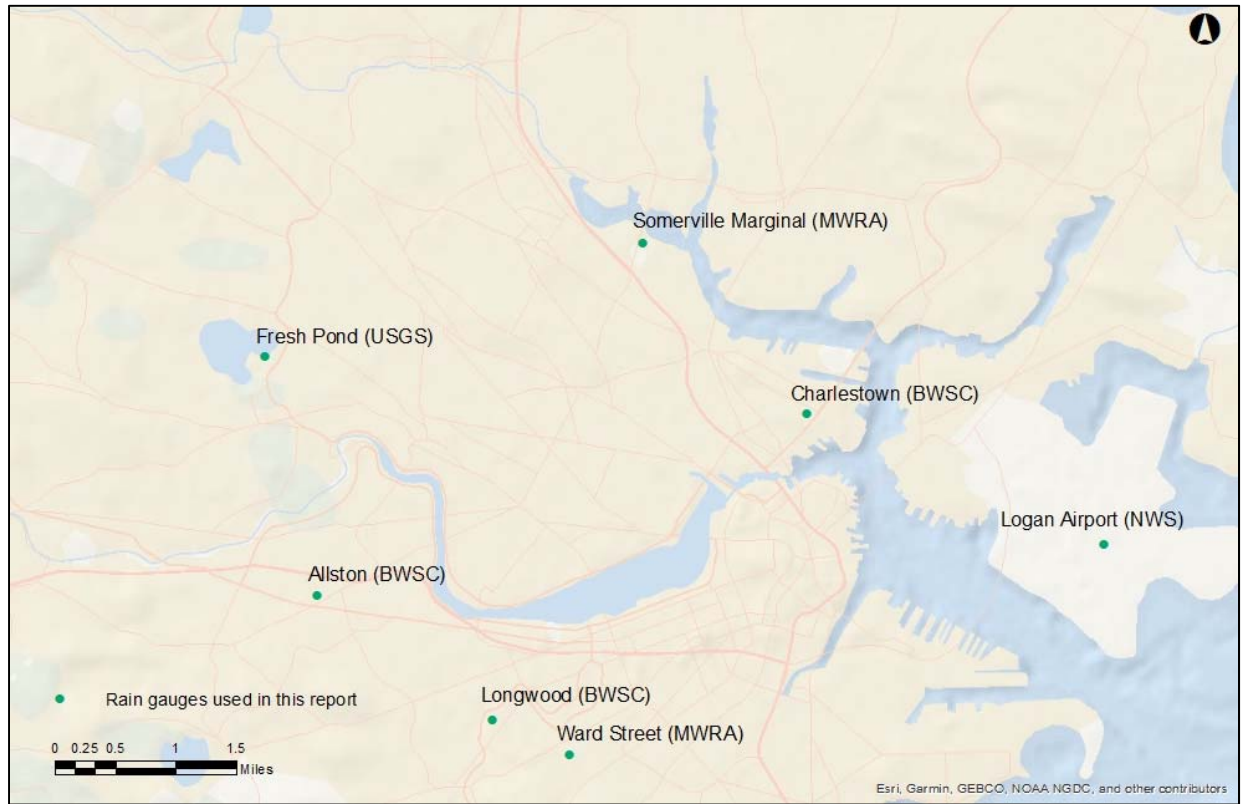 Somerville Marginal (MWRA)
Fresh Pond (USGS)
Charlestown (BWSC)
Logan Airport (NWS)
Allston (BWSC)
Longwood (BWSC)
Rain gauges used in this report
Ward Street (MWRA)
0 0.25 0.5 1 1.5
Miles
Esri, Garmin, GEBCO, NOAA NGDC, and other contributors